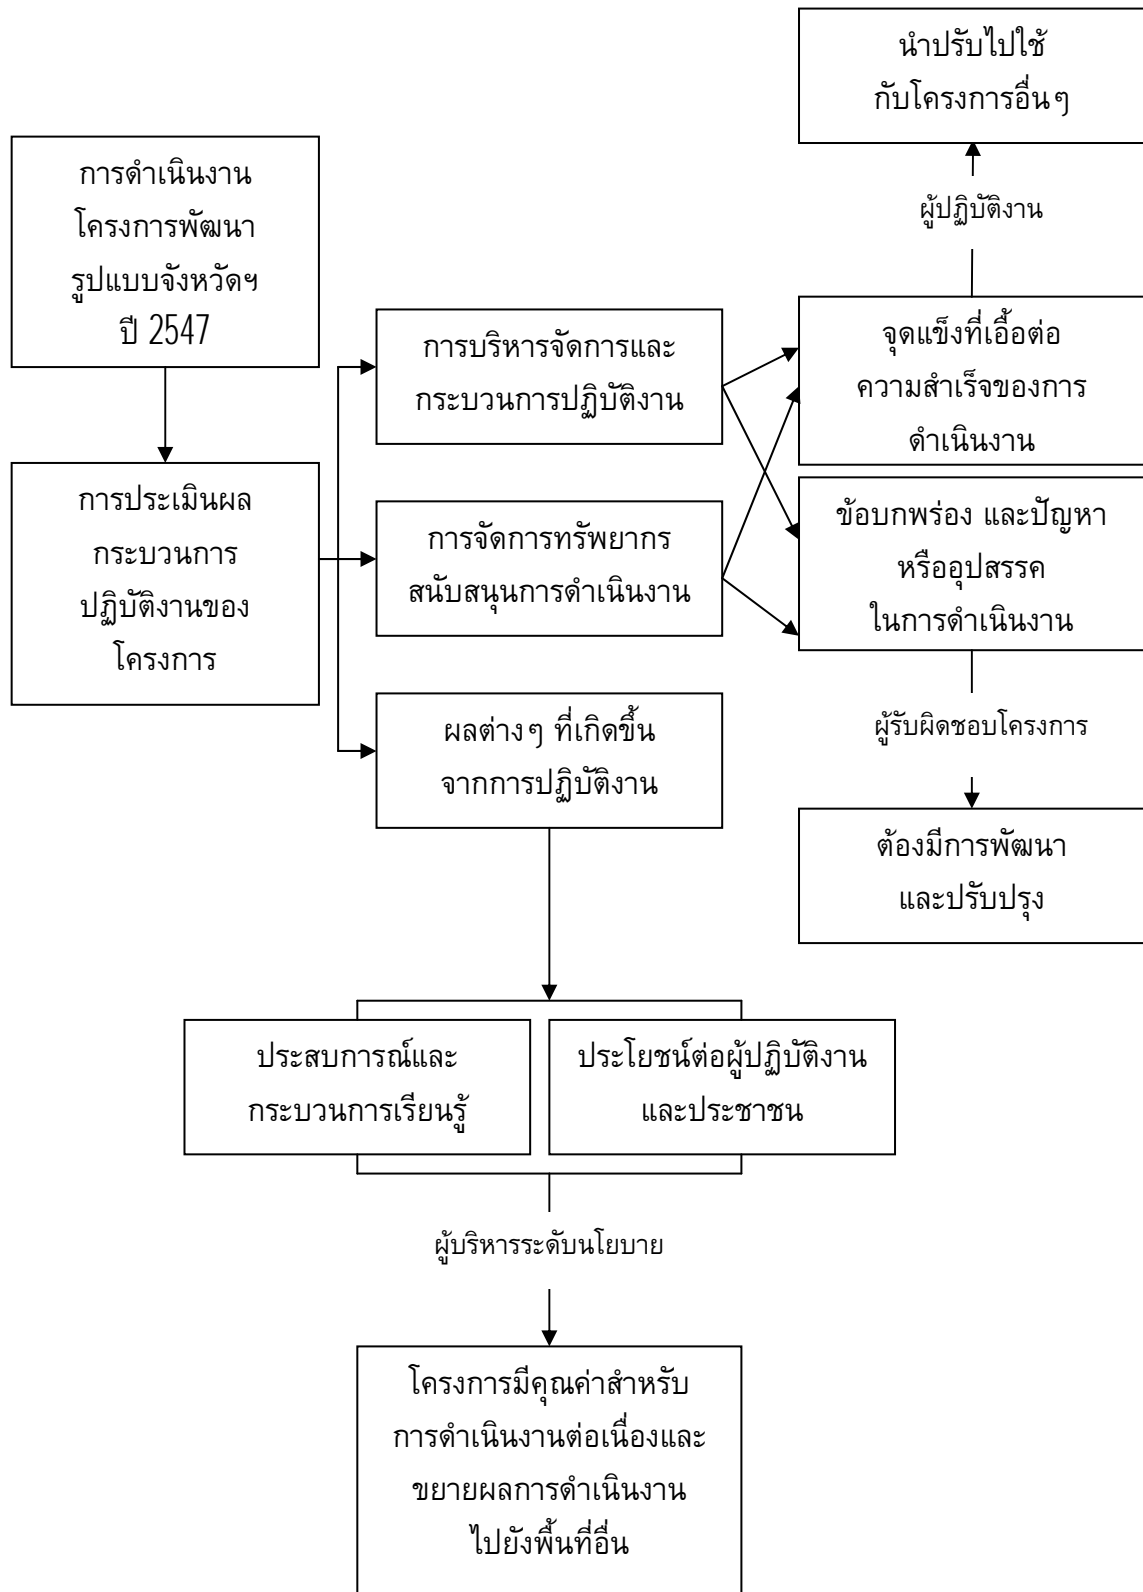 นำปรับไปใช้
กับโครงการอื่นๆ
การดำเนินงาน
โครงการพัฒนา
รูปแบบจังหวัดฯ
ปี 2547
ผู้ปฏิบัติงาน
การบริหารจัดการและ
กระบวนการปฏิบัติงาน
จุดแข็งที่เอื้อต่อ
ความสำเร็จของการ
ดำเนินงาน
การประเมินผล
กระบวนการ
ปฏิบัติงานของ
โครงการ
การจัดการทรัพยากร
สนับสนุนการดำเนินงาน
ข้อบกพร่อง และปัญหา
หรืออุปสรรค
ในการดำเนินงาน
ผลต่างๆ ที่เกิดขึ้น
จากการปฏิบัติงาน
ผู้รับผิดชอบโครงการ
ต้องมีการพัฒนา
และปรับปรุง
ประสบการณ์และ
กระบวนการเรียนรู้
ประโยชน์ต่อผู้ปฏิบัติงาน
และประชาชน
ผู้บริหารระดับนโยบาย
โครงการมีคุณค่าสำหรับ
การดำเนินงานต่อเนื่องและ
ขยายผลการดำเนินงาน
ไปยังพื้นที่อื่น